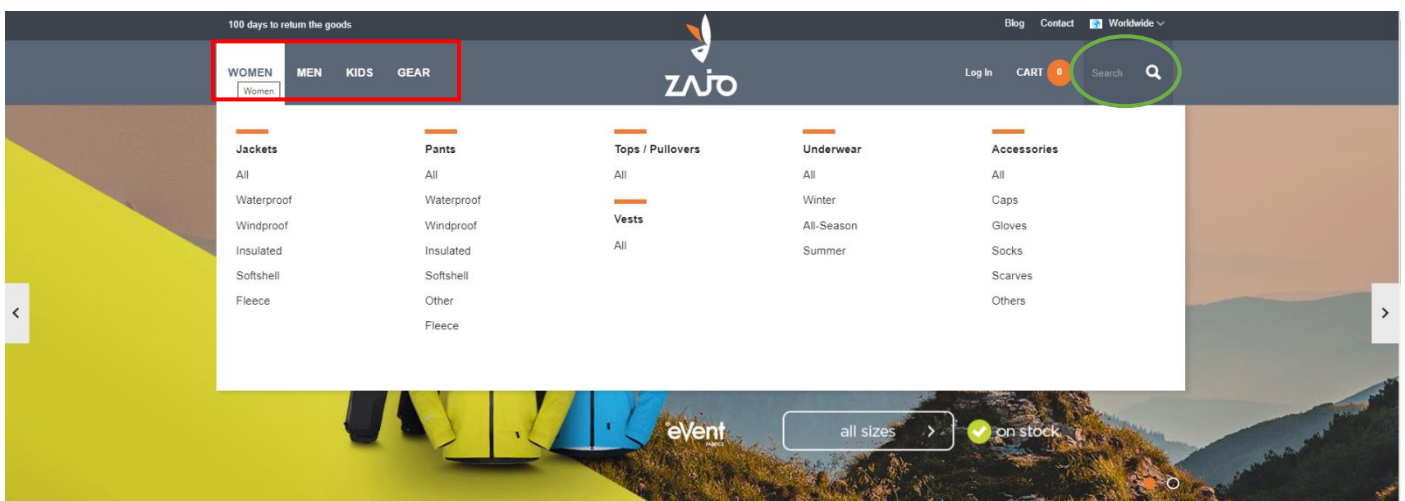 100 days to return the goods
Blog Contact Worldwide
WOMEN MEN KIDS GEAR
Women
ZAJO
Log In CART 0 Search
Jackets
All
Waterproof
Windproof
Insulated
Softshell
Fleece
Pants
All
Waterproof
Windproof
Insulated
Softshell
Other
Fleece
Tops / Pullovers
All
Vests
All
Underwear
All
Winter
All-Season
Summer
Accessories
All
Caps
Gloves
Socks
Scarves
Others
eVent
all sizes
on stock